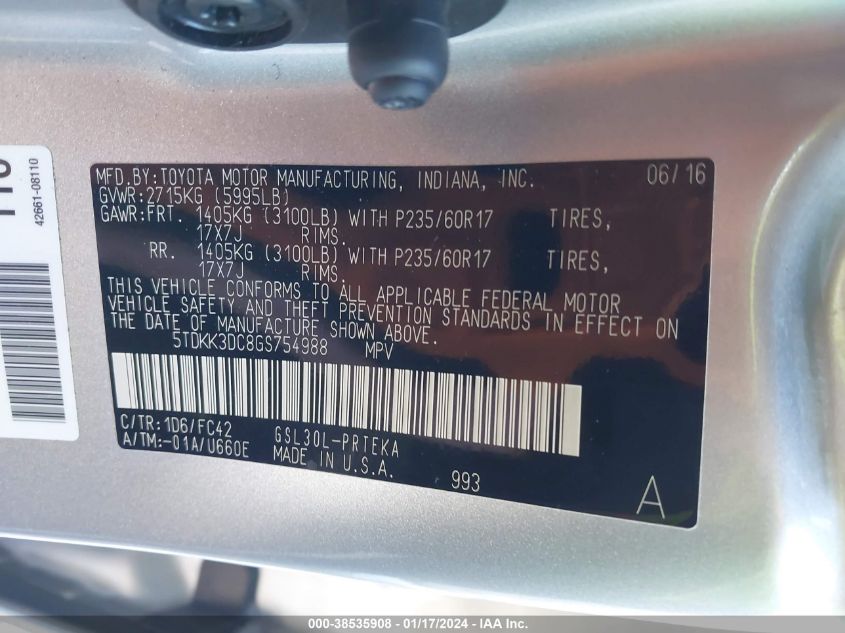 42661-08110
MFD.BY:TOYOTA MOTOR MANUFACTURING, INDIANA, INC. 06/16
GVWR:2715KG (5995LB)
GAWR:FRT. 1405KG (3100LB) WITH P235/60R17 TIRES,
17X7J RIMS.
RR. 1405KG (3100LB) WITH P235/60R17 TIRES,
17X7J RIMS.
THIS VEHICLE CONFORMS TO ALL APPLICABLE FEDERAL MOTOR
VEHICLE SAFETY AND THEFT PREVENTION STANDARDS IN EFFECT ON
THE DATE OF MANUFACTURE SHOWN ABOVE.
5TDKK3DC8GS754988 MPV
C/TR:1D6/FC42 GSL30L-PRTEKA
A/TM:-01A/U660E MADE IN U.S.A.
993 A
000-38535908 - 01/17/2024 - IAA Inc.